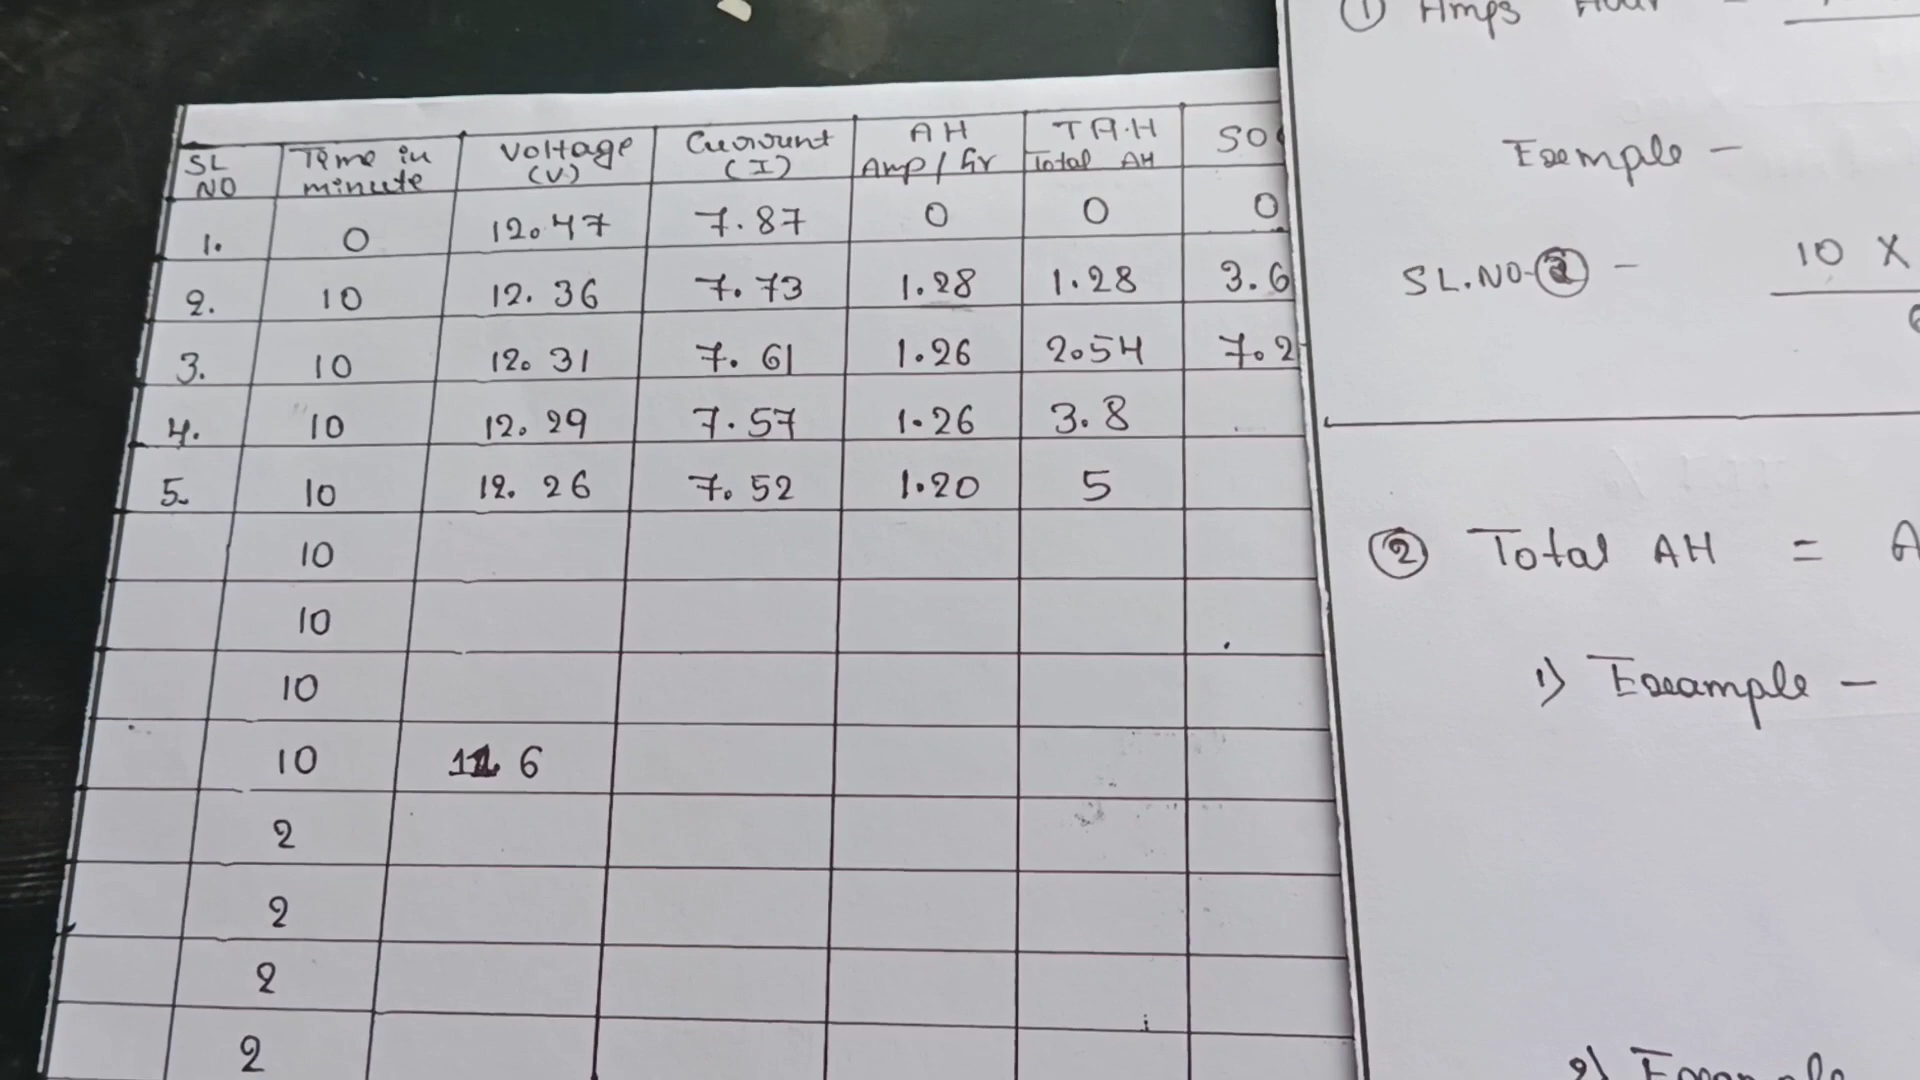 SL NO Time in minute Voltage (V) Current (I) AH Amp/hr T A.H Total AH SO
1. 0 12.47 7.87 0 0 0
2. 10 12.36 7.73 1.28 1.28 3.6
3. 10 12.31 7.61 1.26 2.54 7.2
4. 10 12.29 7.57 1.26 3.8
5. 10 12.26 7.52 1.20 5
10
10
10
10 11.6
2
2
2
2
① Amps Hour -
Exemple -
SL.NO-② - 10 X
② Total AH = A
1) Example -
2) Example